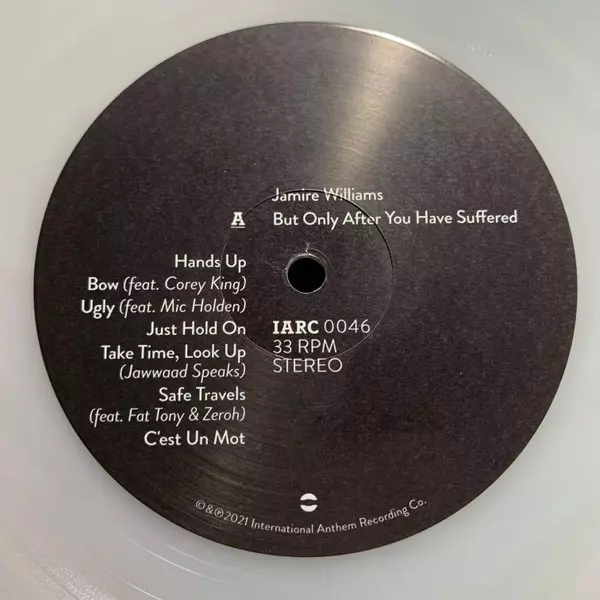 Jamire Williams
A
But Only After You Have Suffered
Hands Up
Bow (feat. Corey King)
Ugly (feat. Mic Holden)
Just Hold On
Take Time, Look Up
(Jawwaad Speaks)
Safe Travels
(feat. Fat Tony & Zeroh)
C'est Un Mot
IARC 0046
33 RPM
STEREO
©&℗2021 International Anthem Recording Co.